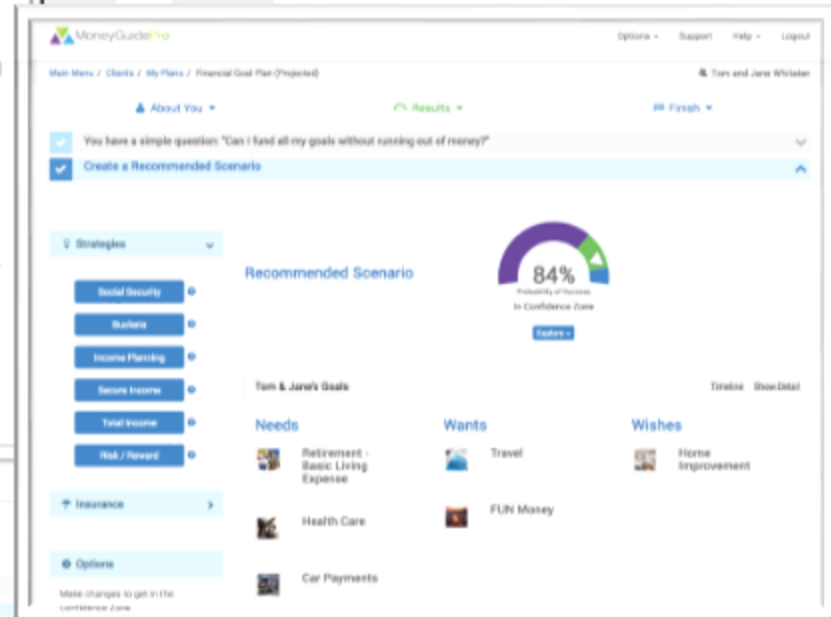 MoneyGuidePro
Options Support Help Logout
Main Menu / Clients / My Plans / Financial Goal Plan (Projected)
Tom and Jane Whitaker
About You
Results
Finish
You have a simple question: "Can I fund all my goals without running out of money?"
Create a Recommended Scenario
Strategies
Social Security
Buckets
Income Planning
Secure Income
Total Income
Risk / Reward
Insurance
Options
Make changes to get in the
Confidence Zone
Recommended Scenario
84%
Probability of Success
In Confidence Zone
Explore
Tom & Jane's Goals
Timeline Show Detail
Needs
Retirement -
Basic Living
Expense
Health Care
Car Payments
Wants
Travel
FUN Money
Wishes
Home
Improvement